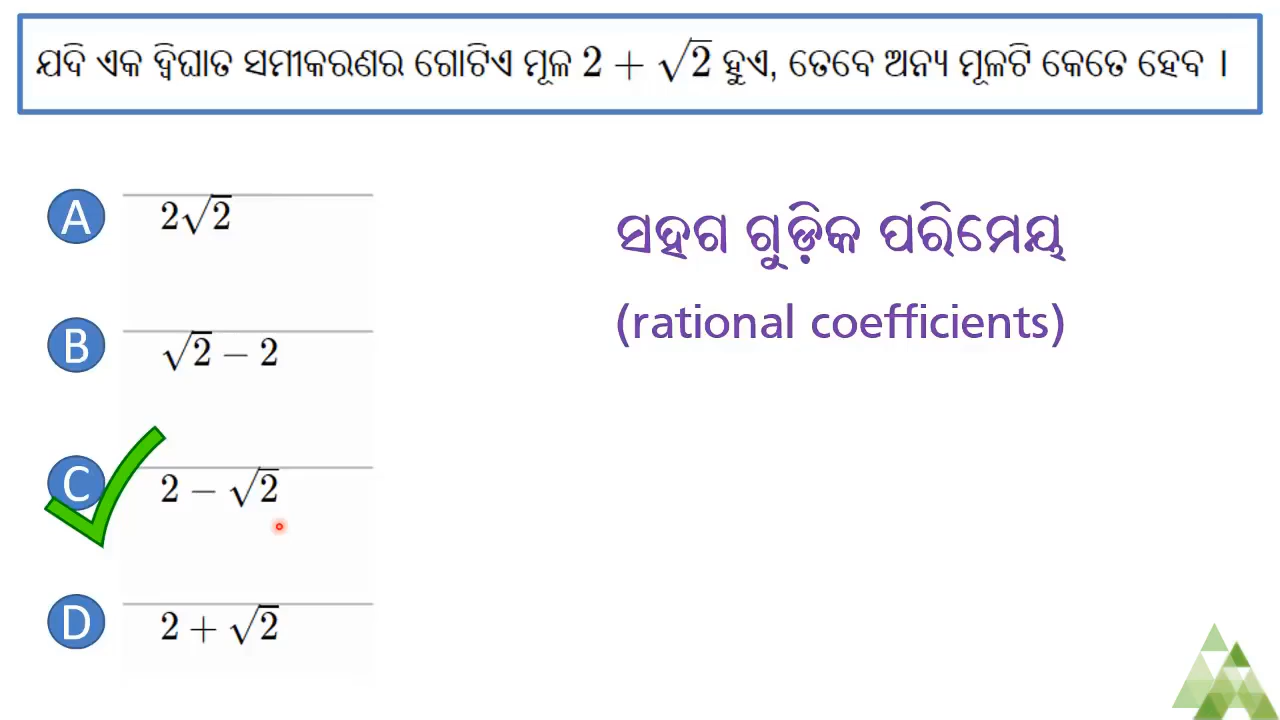 ଯଦି ଏକ ଦ୍ୱିଘାତ ସମୀକରଣର ଗୋଟିଏ ମୂଳ 2 + √2 ହୁଏ, ତେବେ ଅନ୍ୟ ମୂଳଟି କେତେ ହେବ ।
A 2√2
B √2 − 2
C 2 − √2
D 2 + √2
ସହଗ ଗୁଡ଼ିକ ପରିମେୟ
(rational coefficients)